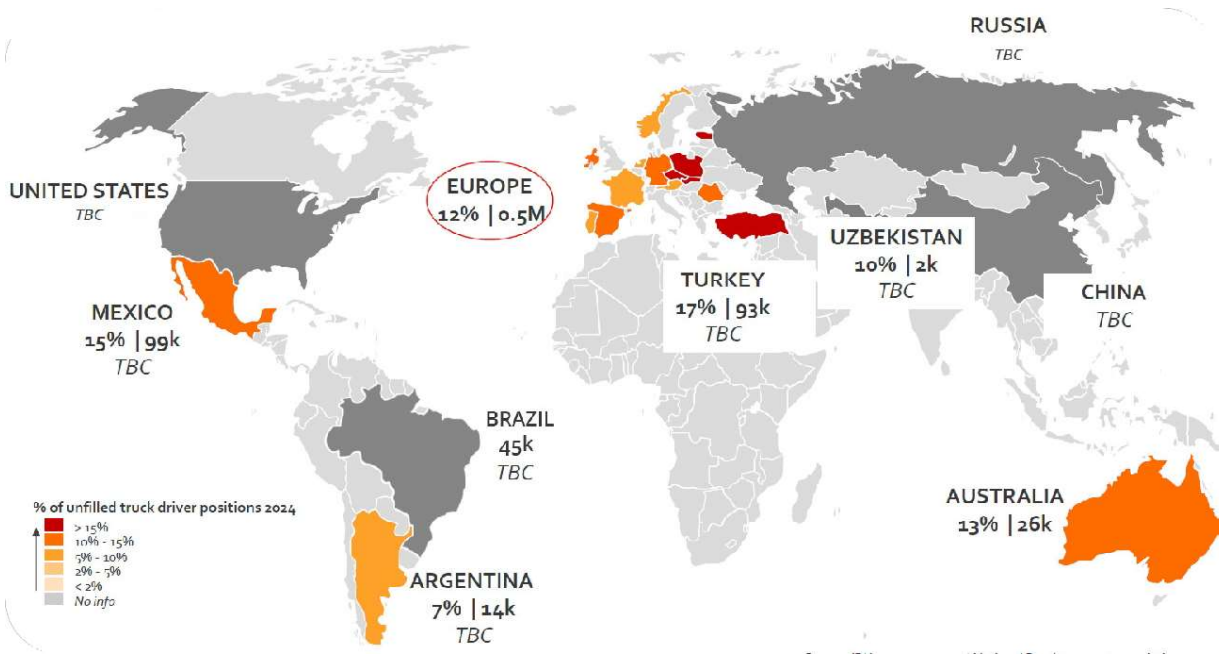 RUSSIA
TBC
UNITED STATES
TBC
EUROPE
12% | 0.5M
UZBEKISTAN
10% | 2k
TBC
TURKEY
17% | 93k
TBC
CHINA
TBC
MEXICO
15% | 99k
TBC
BRAZIL
45k
TBC
AUSTRALIA
13% | 26k
% of unfilled truck driver positions 2024
> 15%
10% - 15%
5% - 10%
2% - 5%
< 2%
No info
ARGENTINA
7% | 14k
TBC